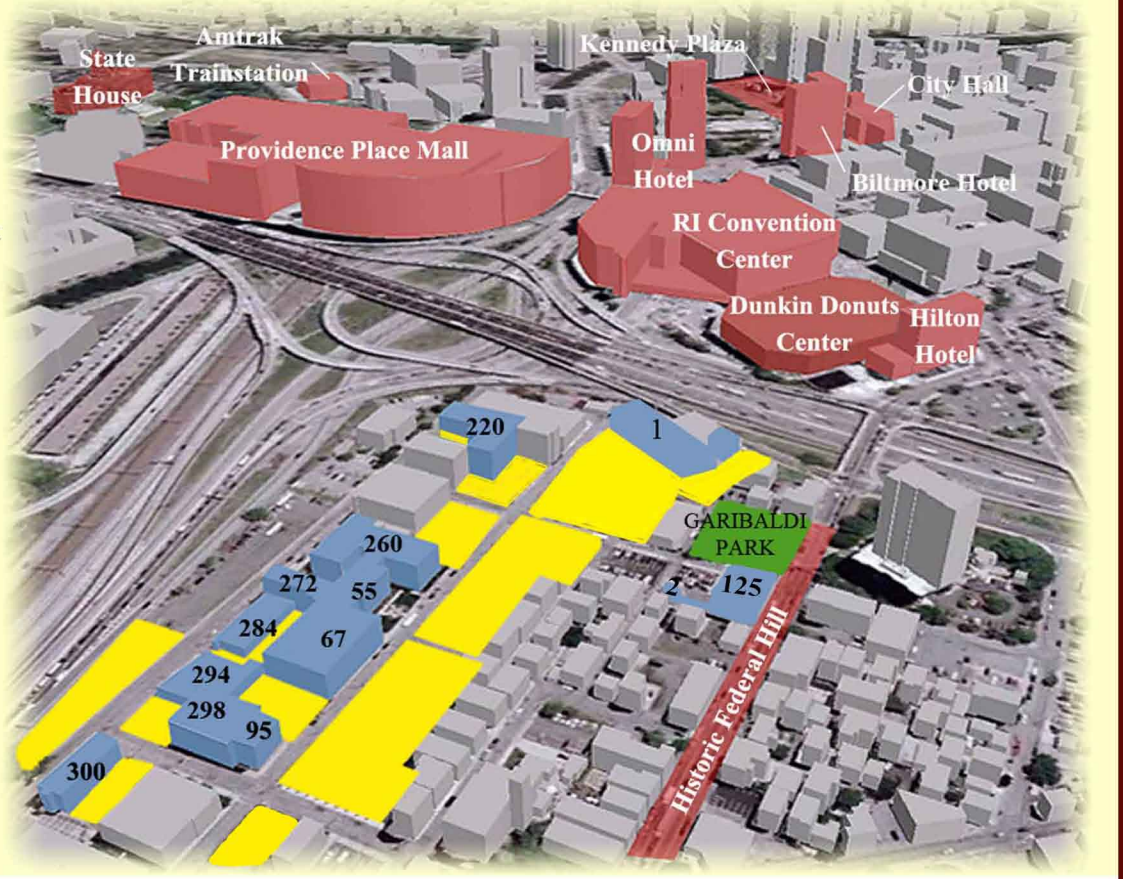 State
House
Amtrak
Trainstation
Kennedy Plaza
City Hall
Providence Place Mall
Omni
Hotel
Biltmore Hotel
RI Convention
Center
Dunkin Donuts
Center
Hilton
Hotel
220
1
GARIBALDI
PARK
260
272
55
2
125
284
67
294
298
95
300
Historic Federal Hill